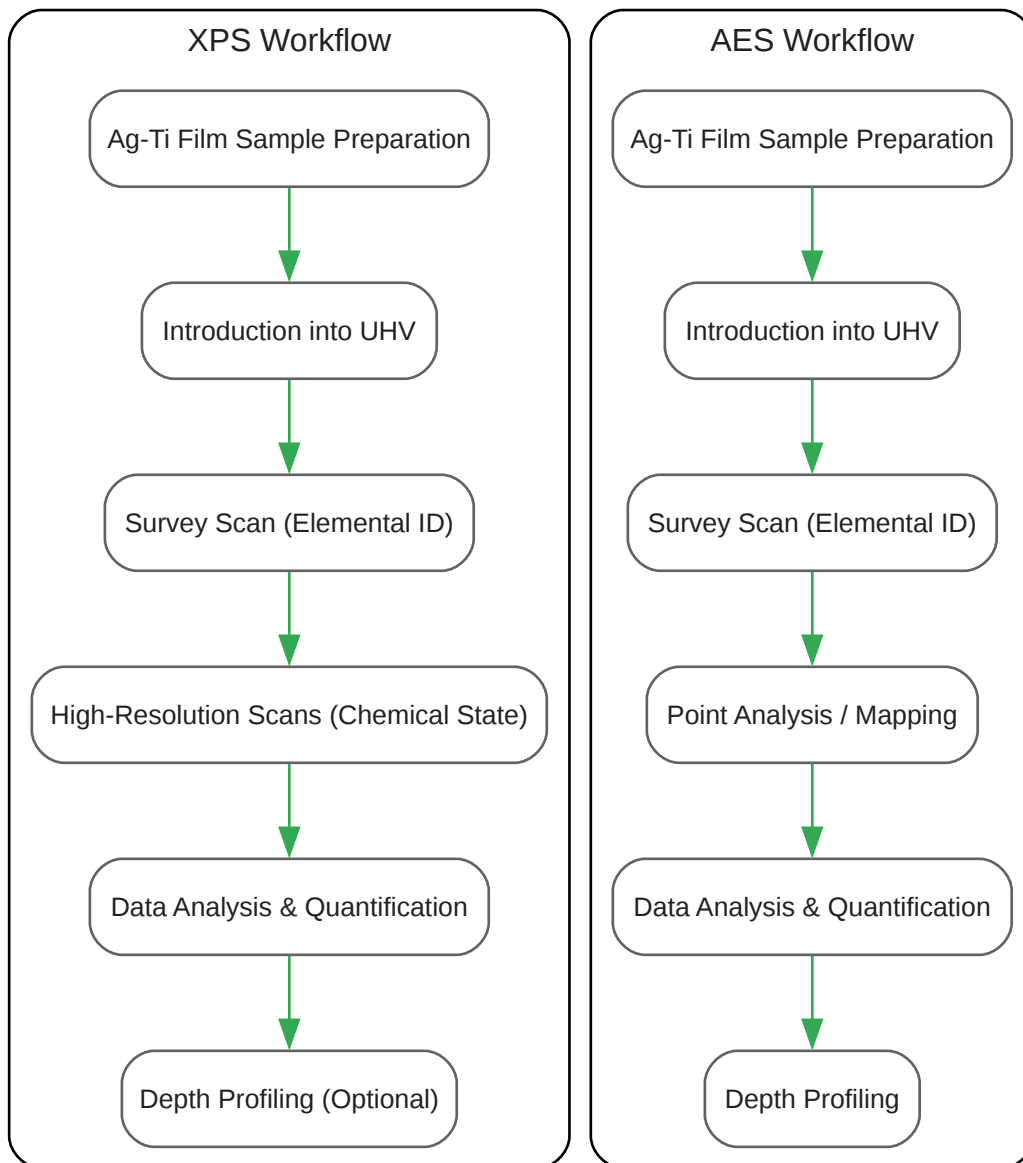 XPS Workflow
Ag-Ti Film Sample Preparation
Introduction into UHV
Survey Scan (Elemental ID)
High-Resolution Scans (Chemical State)
Data Analysis & Quantification
Depth Profiling (Optional)
AES Workflow
Ag-Ti Film Sample Preparation
Introduction into UHV
Survey Scan (Elemental ID)
Point Analysis / Mapping
Data Analysis & Quantification
Depth Profiling